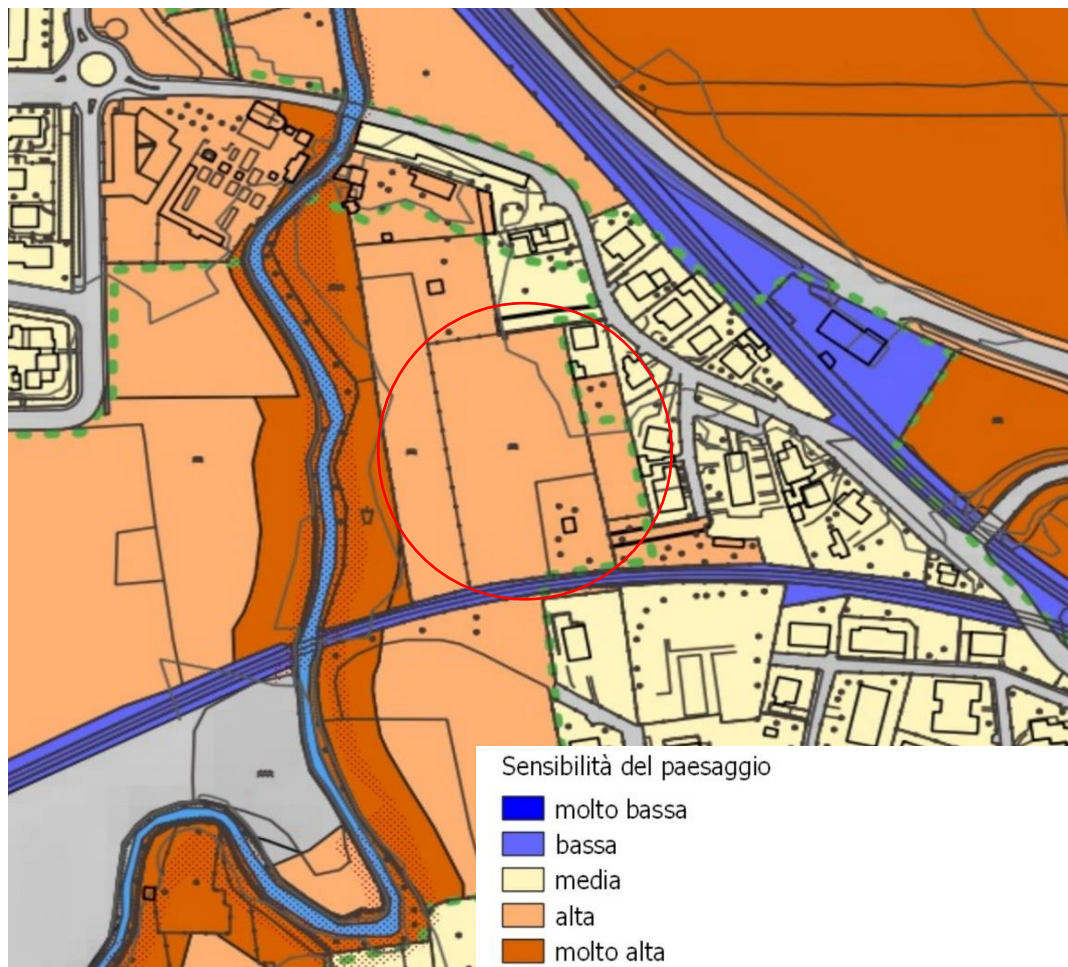 Sensibilità del paesaggio
molto bassa
bassa
media
alta
molto alta